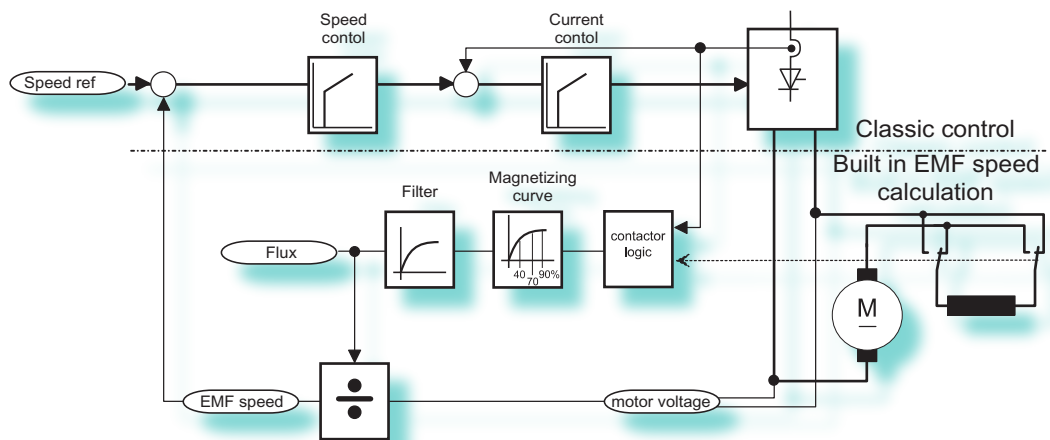 Speed
contol
Current
contol
Speed ref
Classic control
Built in EMF speed
calculation
Filter
Magnetizing
curve
Flux
40
70
90%
contactor
logic
M
EMF speed
motor voltage